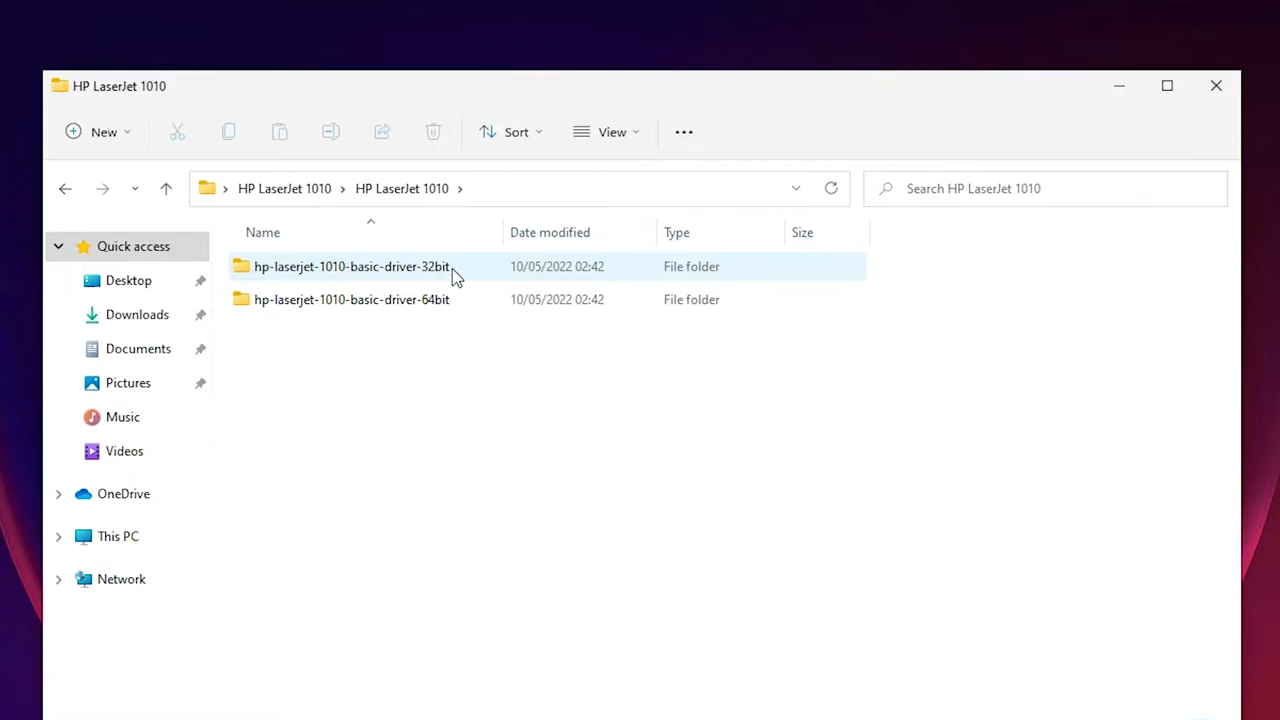 HP LaserJet 1010
New Sort View
HP LaserJet 1010 HP LaserJet 1010 Search HP LaserJet 1010
Name Date modified Type Size
Quick access
Desktop
Downloads
Documents
Pictures
Music
Videos
OneDrive
This PC
Network
hp-laserjet-1010-basic-driver-32bit 10/05/2022 02:42 File folder
hp-laserjet-1010-basic-driver-64bit 10/05/2022 02:42 File folder